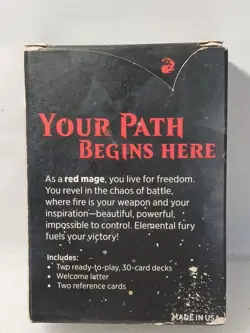 YOUR PATH
BEGINS HERE
As a red mage, you live for freedom.
You revel in the chaos of battle,
where fire is your weapon and your
inspiration—beautiful, powerful,
impossible to control. Elemental fury
fuels your victory!
Includes:
• Two ready-to-play, 30-card decks
• Welcome letter
• Two reference cards
MADE IN USA